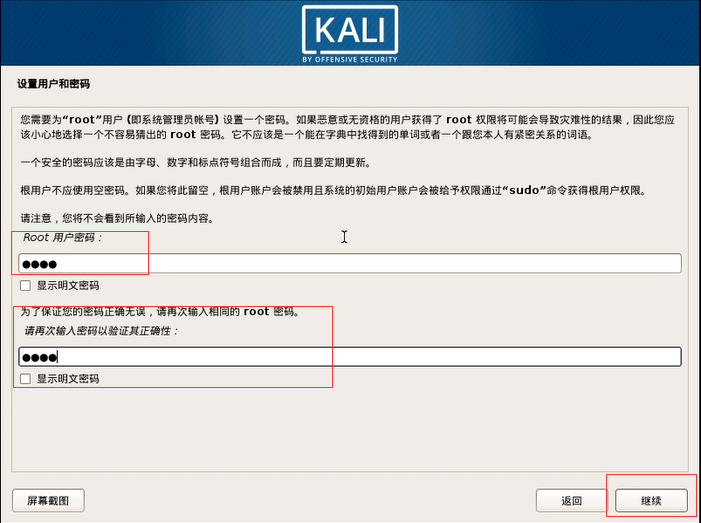 KALI
BY OFFENSIVE SECURITY
设置用户和密码
您需要为“root”用户 (即系统管理员帐号) 设置一个密码。如果恶意或无资格的用户获得了 root 权限将可能会导致灾难性的结果，因此您应
该小心地选择一个不容易猜出的 root 密码。它不应该是一个能在字典中找得到的单词或者一个跟您本人有紧密关系的词语。
一个安全的密码应该是由字母、数字和标点符号组合而成，而且要定期更新。
根用户不应使用空密码。如果您将此留空，根用户账户会被禁用且系统的初始用户账户会被给予权限通过“sudo”命令获得根用户权限。
请注意，您将不会看到所输入的密码内容。
Root 用户密码：
●●●●
显示明文密码
为了保证您的密码正确无误，请再次输入相同的 root 密码。
请再次输入密码以验证其正确性：
●●●●
显示明文密码
屏幕截图
返回
继续